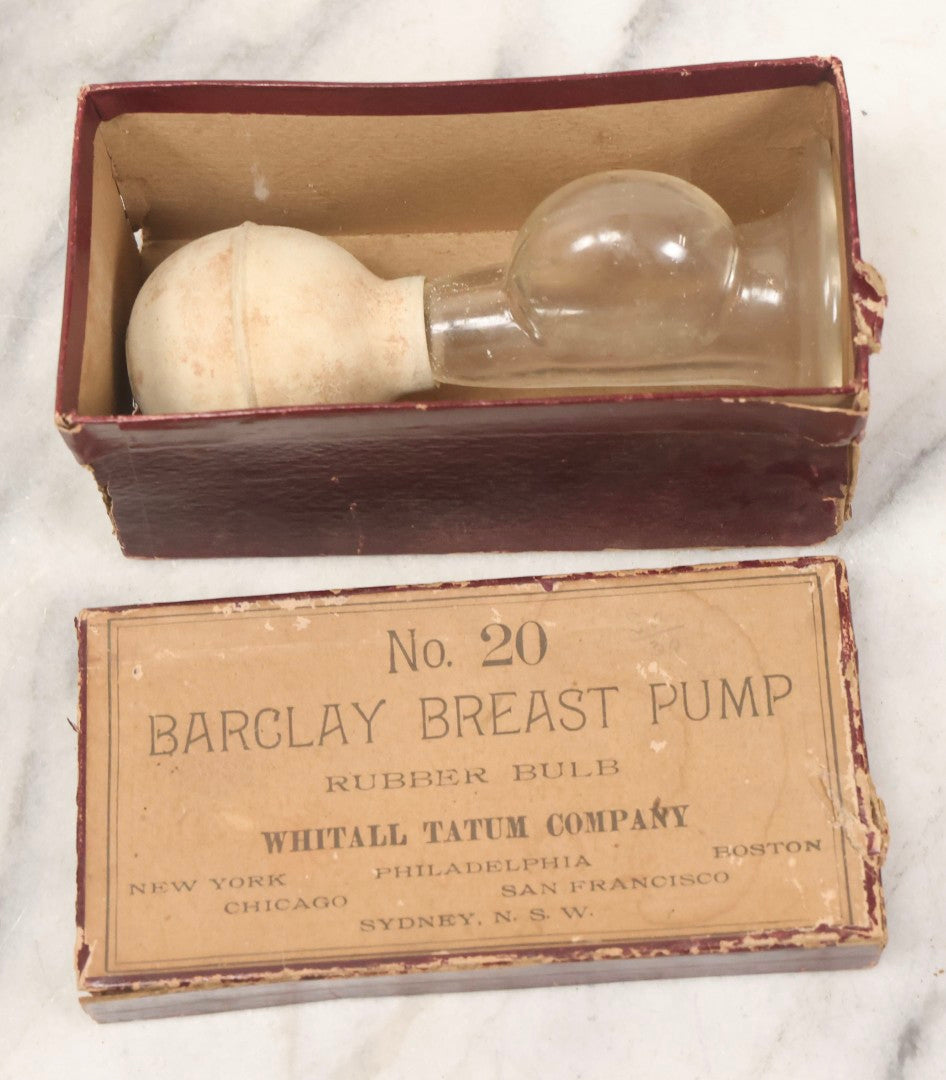 No. 20
BARCLAY BREAST PUMP
RUBBER BULB
WHITALL TATUM COMPANY
NEW YORK PHILADELPHIA BOSTON
CHICAGO SAN FRANCISCO
SYDNEY, N. S. W.